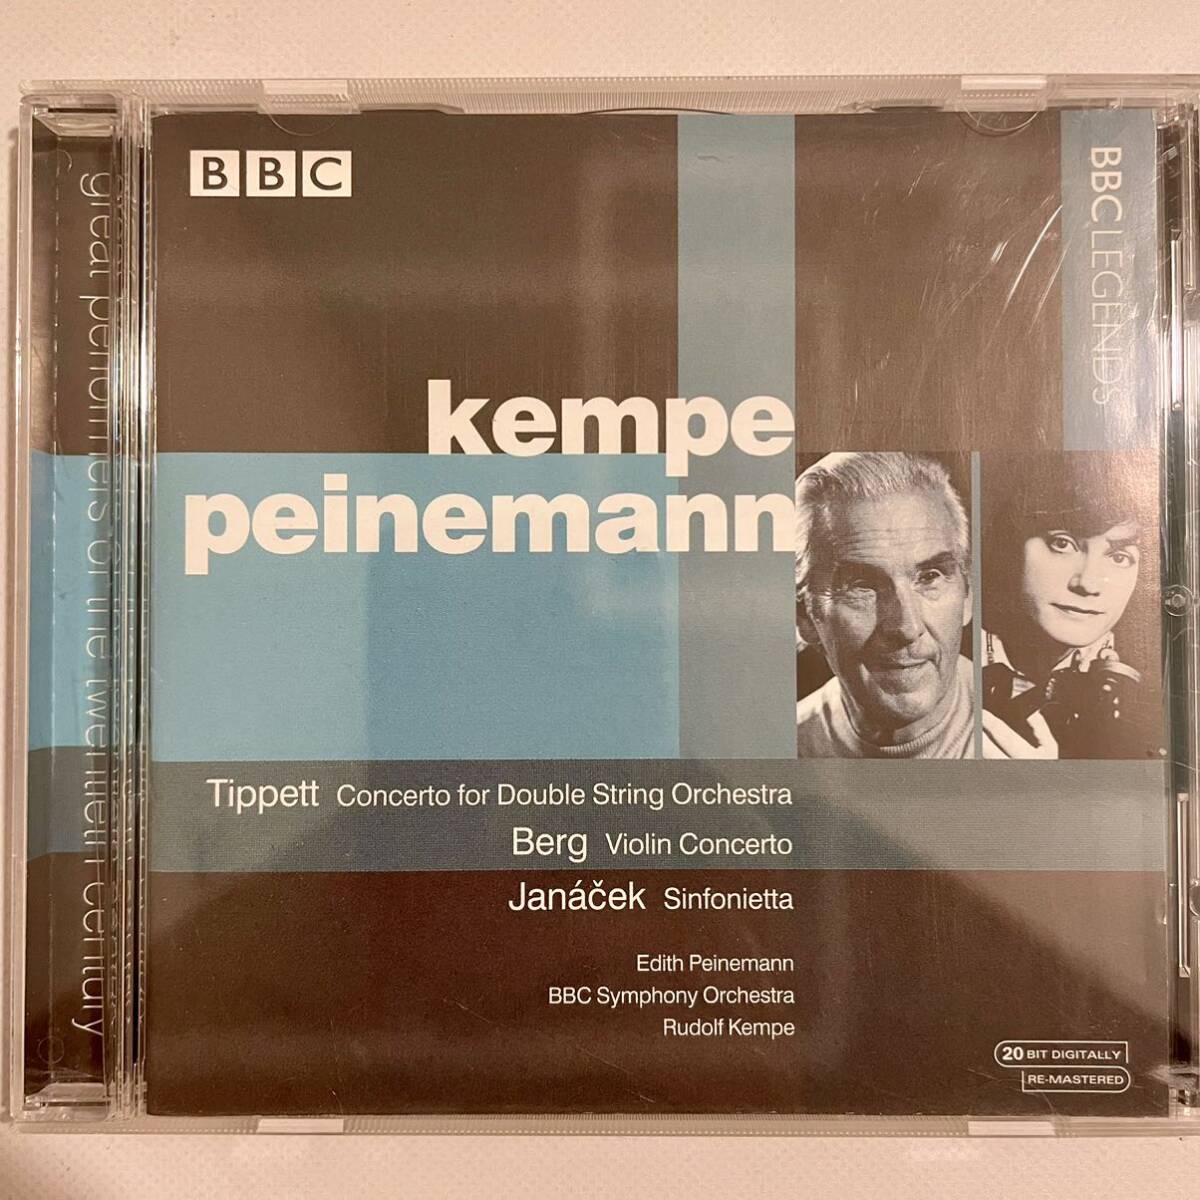 BBC
BBC LEGENDS
great performers of the twentieth century
kempe
peinemann
Tippett Concerto for Double String Orchestra
Berg Violin Concerto
Janáček Sinfonietta
Edith Peinemann
BBC Symphony Orchestra
Rudolf Kempe
20 BIT DIGITALLY
RE-MASTERED